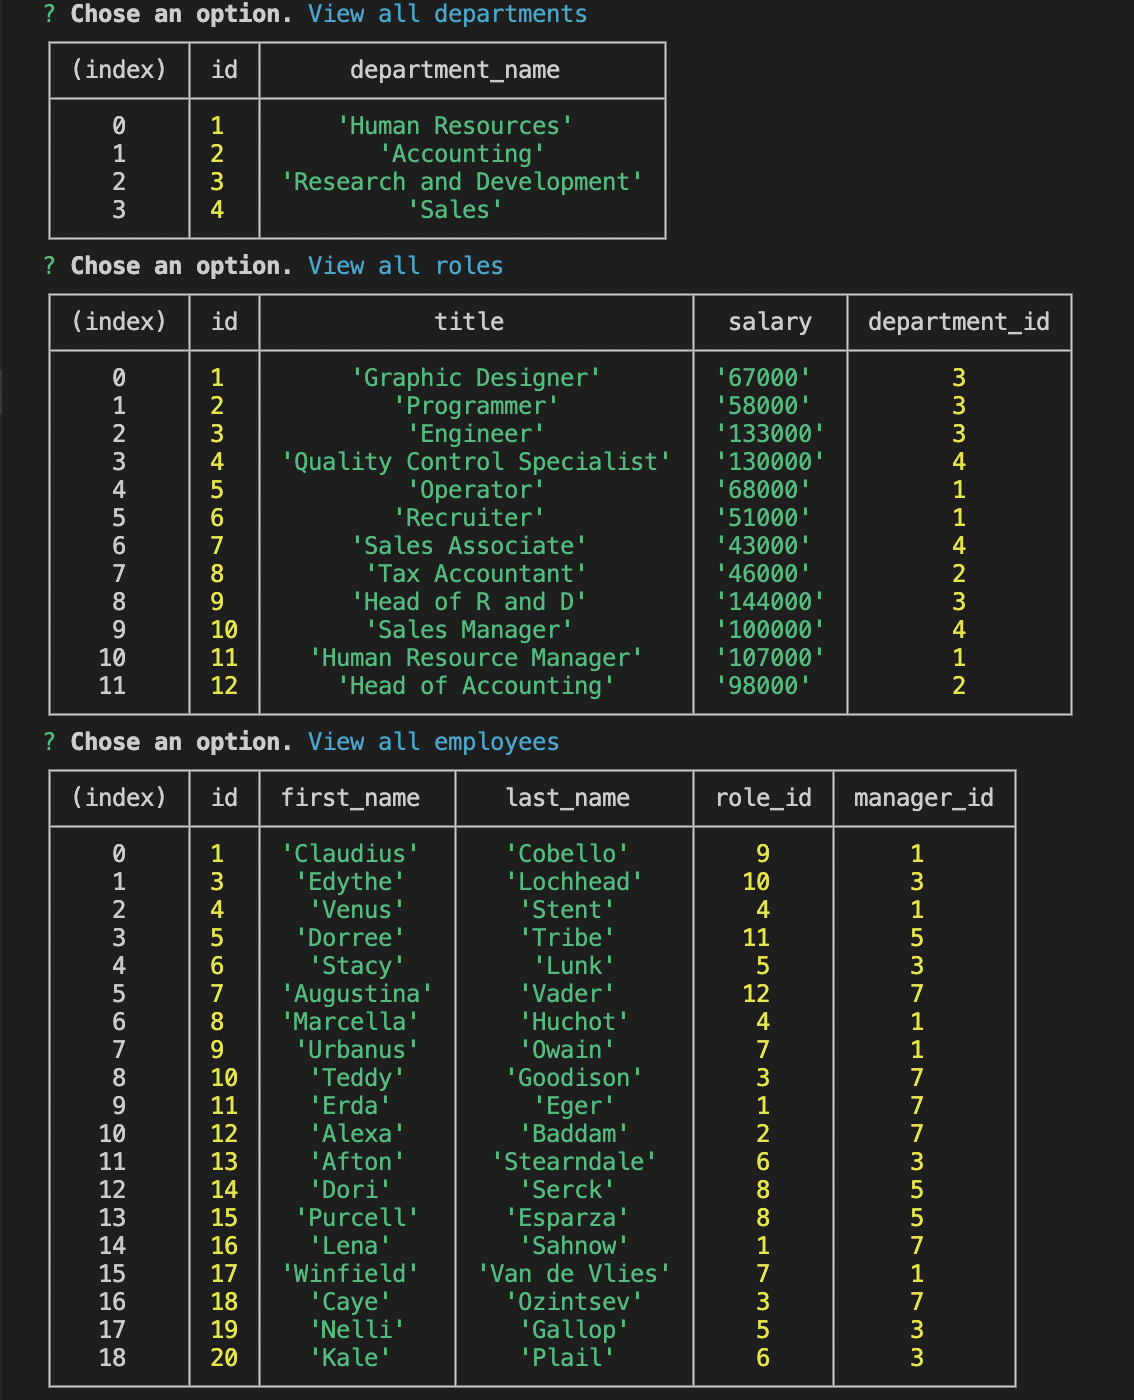 ? Chose an option. View all departments
(index) id department_name
0 1 'Human Resources'
1 2 'Accounting'
2 3 'Research and Development'
3 4 'Sales'
? Chose an option. View all roles
(index) id title salary department_id
0 1 'Graphic Designer' '67000' 3
1 2 'Programmer' '58000' 3
2 3 'Engineer' '133000' 3
3 4 'Quality Control Specialist' '130000' 4
4 5 'Operator' '68000' 1
5 6 'Recruiter' '51000' 1
6 7 'Sales Associate' '43000' 4
7 8 'Tax Accountant' '46000' 2
8 9 'Head of R and D' '144000' 3
9 10 'Sales Manager' '100000' 4
10 11 'Human Resource Manager' '107000' 1
11 12 'Head of Accounting' '98000' 2
? Chose an option. View all employees
(index) id first_name last_name role_id manager_id
0 1 'Claudius' 'Cobello' 9 1
1 3 'Edythe' 'Lochhead' 10 3
2 4 'Venus' 'Stent' 4 1
3 5 'Dorree' 'Tribe' 11 5
4 6 'Stacy' 'Lunk' 5 3
5 7 'Augustina' 'Vader' 12 7
6 8 'Marcella' 'Huchot' 4 1
7 9 'Urbanus' 'Owain' 7 1
8 10 'Teddy' 'Goodison' 3 7
9 11 'Erda' 'Eger' 1 7
10 12 'Alexa' 'Baddam' 2 7
11 13 'Afton' 'Stearndale' 6 3
12 14 'Dori' 'Serck' 8 5
13 15 'Purcell' 'Esparza' 8 5
14 16 'Lena' 'Sahnow' 1 7
15 17 'Winfield' 'Van de Vlies' 7 1
16 18 'Caye' 'Ozintsev' 3 7
17 19 'Nelli' 'Gallop' 5 3
18 20 'Kale' 'Plail' 6 3